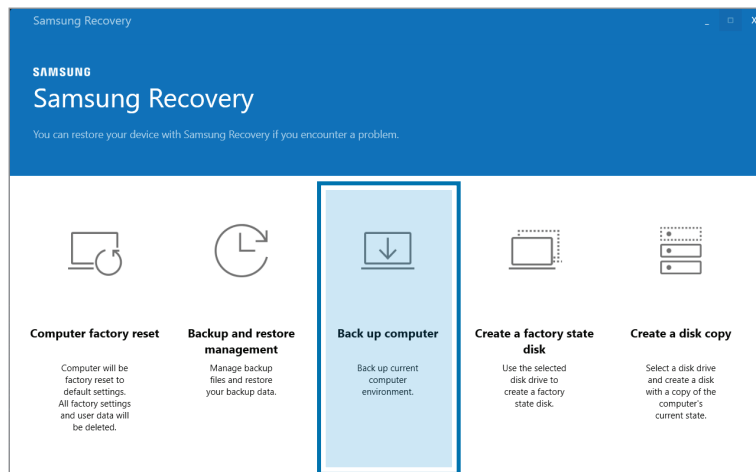 Samsung Recovery
SAMSUNG
Samsung Recovery
You can restore your device with Samsung Recovery if you encounter a problem.
Computer factory reset
Computer will be
factory reset to
default settings.
All factory settings
and user data will
be deleted.
Backup and restore
management
Manage backup
files and restore
your backup data.
Back up computer
Back up current
computer
environment.
Create a factory state
disk
Use the selected
disk drive to
create a factory
state disk.
Create a disk copy
Select a disk drive
and create a disk
with a copy of the
computer's
current state.